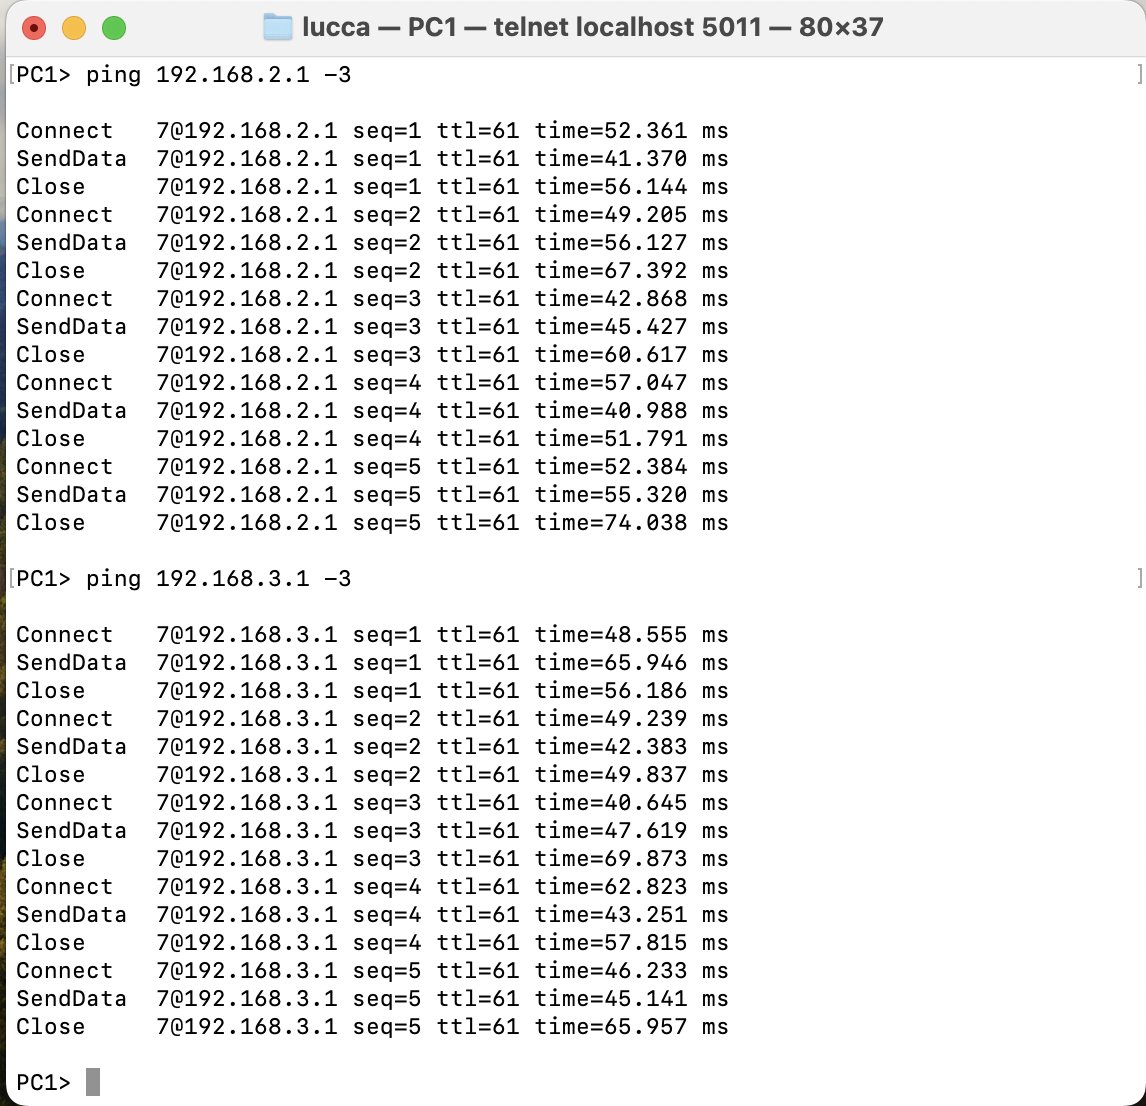 lucca — PC1 — telnet localhost 5011 — 80×37
[PC1> ping 192.168.2.1 -3 ]
Connect 7@192.168.2.1 seq=1 ttl=61 time=52.361 ms
SendData 7@192.168.2.1 seq=1 ttl=61 time=41.370 ms
Close 7@192.168.2.1 seq=1 ttl=61 time=56.144 ms
Connect 7@192.168.2.1 seq=2 ttl=61 time=49.205 ms
SendData 7@192.168.2.1 seq=2 ttl=61 time=56.127 ms
Close 7@192.168.2.1 seq=2 ttl=61 time=67.392 ms
Connect 7@192.168.2.1 seq=3 ttl=61 time=42.868 ms
SendData 7@192.168.2.1 seq=3 ttl=61 time=45.427 ms
Close 7@192.168.2.1 seq=3 ttl=61 time=60.617 ms
Connect 7@192.168.2.1 seq=4 ttl=61 time=57.047 ms
SendData 7@192.168.2.1 seq=4 ttl=61 time=40.988 ms
Close 7@192.168.2.1 seq=4 ttl=61 time=51.791 ms
Connect 7@192.168.2.1 seq=5 ttl=61 time=52.384 ms
SendData 7@192.168.2.1 seq=5 ttl=61 time=55.320 ms
Close 7@192.168.2.1 seq=5 ttl=61 time=74.038 ms
[PC1> ping 192.168.3.1 -3 ]
Connect 7@192.168.3.1 seq=1 ttl=61 time=48.555 ms
SendData 7@192.168.3.1 seq=1 ttl=61 time=65.946 ms
Close 7@192.168.3.1 seq=1 ttl=61 time=56.186 ms
Connect 7@192.168.3.1 seq=2 ttl=61 time=49.239 ms
SendData 7@192.168.3.1 seq=2 ttl=61 time=42.383 ms
Close 7@192.168.3.1 seq=2 ttl=61 time=49.837 ms
Connect 7@192.168.3.1 seq=3 ttl=61 time=40.645 ms
SendData 7@192.168.3.1 seq=3 ttl=61 time=47.619 ms
Close 7@192.168.3.1 seq=3 ttl=61 time=69.873 ms
Connect 7@192.168.3.1 seq=4 ttl=61 time=62.823 ms
SendData 7@192.168.3.1 seq=4 ttl=61 time=43.251 ms
Close 7@192.168.3.1 seq=4 ttl=61 time=57.815 ms
Connect 7@192.168.3.1 seq=5 ttl=61 time=46.233 ms
SendData 7@192.168.3.1 seq=5 ttl=61 time=45.141 ms
Close 7@192.168.3.1 seq=5 ttl=61 time=65.957 ms
PC1>